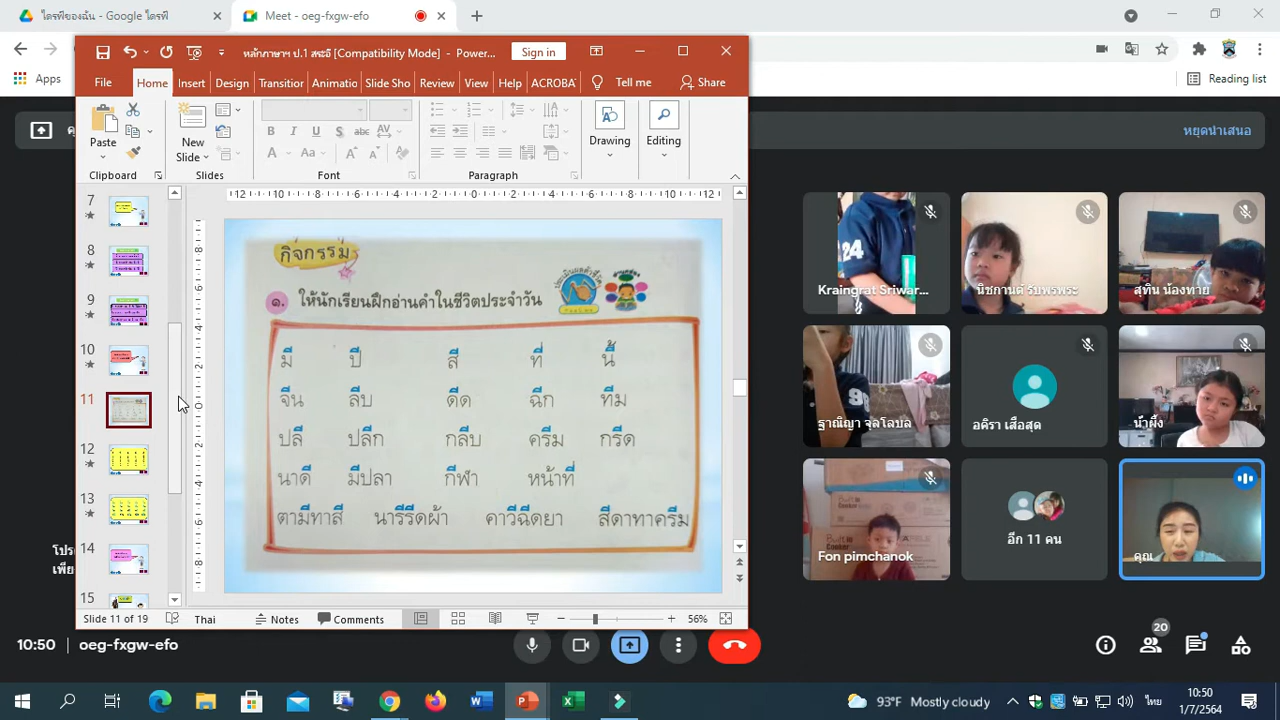 ไดรฟ์ของฉัน - Google ไดรฟ์
Meet - oeg-fxgw-efo
Apps
Reading list
หลักภาษาฯ ป.1 สระอี [Compatibility Mode] - Power...
Sign in
File Home Insert Design Transition Animatio Slide Sho Review View Help ACROBA Tell me Share
Paste
New Slide
Drawing
Editing
Clipboard Slides Font Paragraph
หยุดนำเสนอ
7
8
9
10
11
12
13
14
15
กิจกรรม
๑. ให้นักเรียนฝึกอ่านคำในชีวิตประจำวัน
มี ปี สี ที่ นี้
จีน ลีบ ดีด ฉีก ทีม
ปลี ปลีก กลีบ ครีม กรีด
นาดี มีปลา กีฬา หน้าที่
ตามีทาสี นารีรีดผ้า คาวีฉีดยา สีดาทาครีม
Kraingrat Sriwar...
นิชกานต์ รับพรพระ
สุทิน น้องทาย
ฐาณิญา จุลโลบล
อคิรา เสือสุด
น้ำผึ้ง
Fon pimchanok
อีก 11 คน
คุณ
Slide 11 of 19 Thai Notes Comments 56%
10:50 oeg-fxgw-efo
20
93°F Mostly cloudy
ไทย
10:50
1/7/2564